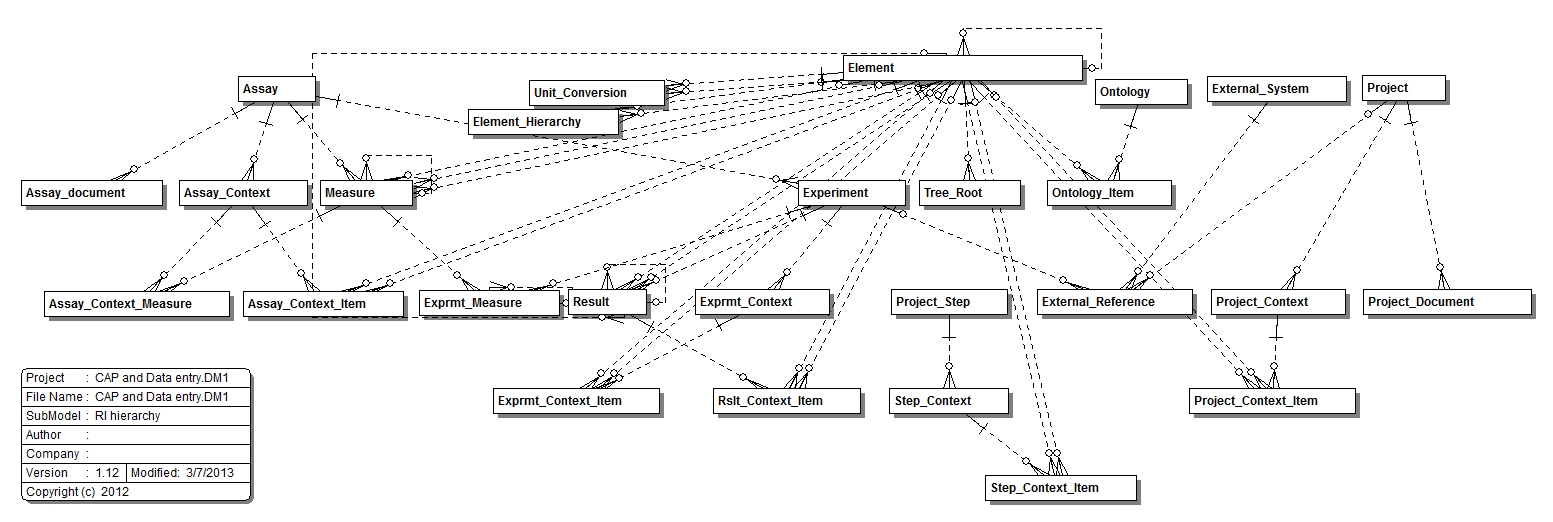 Element
Assay
Unit_Conversion
Ontology
External_System
Project
Element_Hierarchy
Assay_document
Assay_Context
Measure
Experiment
Tree_Root
Ontology_Item
Assay_Context_Measure
Assay_Context_Item
Exprmt_Measure
Result
Exprmt_Context
Project_Step
External_Reference
Project_Context
Project_Document
Exprmt_Context_Item
Rslt_Context_Item
Step_Context
Project_Context_Item
Step_Context_Item
Project : CAP and Data entry.DM1
File Name : CAP and Data entry.DM1
SubModel : RI hierarchy
Author :
Company :
Version : 1.12 Modified: 3/7/2013
Copyright (c) 2012